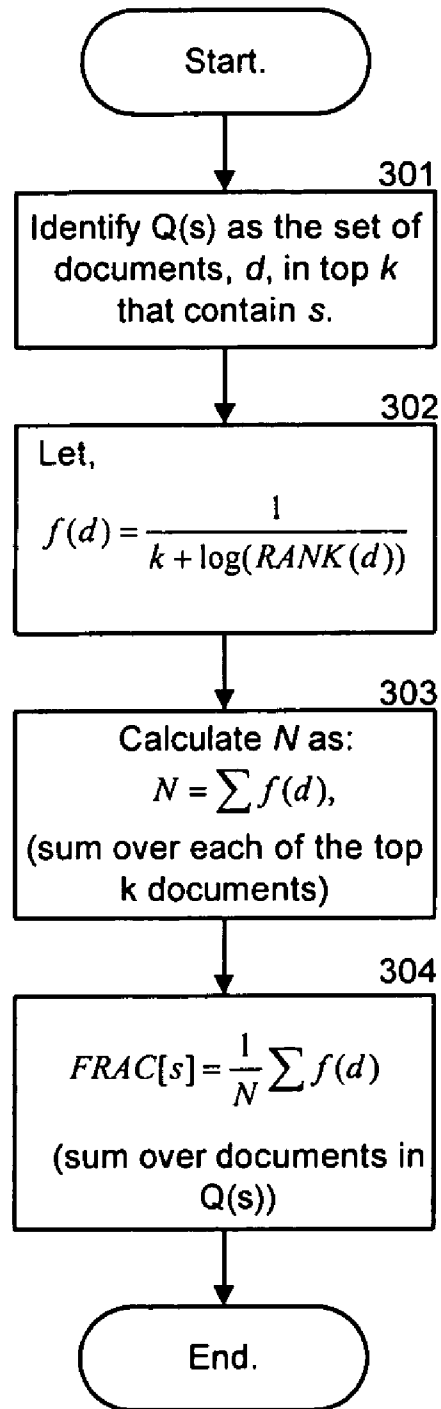 Start.
301
Identify Q(s) as the set of
documents, d, in top k
that contain s.
302
Let,
f(d) = 1 / (k + log(RANK(d)))
303
Calculate N as:
N = ∑ f(d),
(sum over each of the top
k documents)
304
FRAC[s] = 1/N ∑ f(d)
(sum over documents in
Q(s))
End.